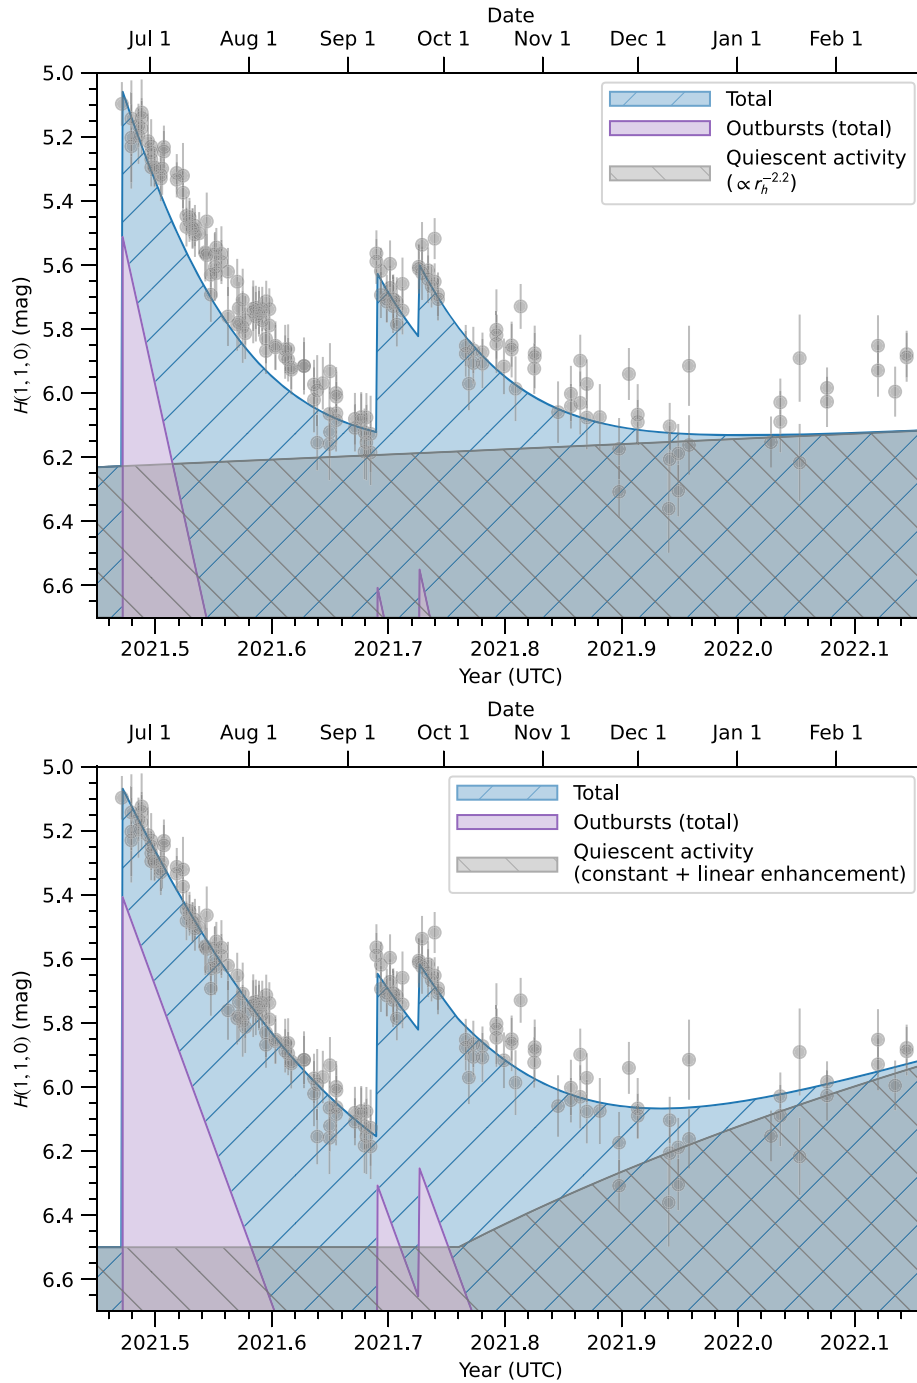 Date
Jul 1 Aug 1 Sep 1 Oct 1 Nov 1 Dec 1 Jan 1 Feb 1
5.0
5.2
5.4
5.6
5.8
6.0
6.2
6.4
6.6
H(1, 1, 0) (mag)
Total
Outbursts (total)
Quiescent activity
(∝ r_h^−2.2)
2021.5 2021.6 2021.7 2021.8 2021.9 2022.0 2022.1
Year (UTC)
Date
Jul 1 Aug 1 Sep 1 Oct 1 Nov 1 Dec 1 Jan 1 Feb 1
5.0
5.2
5.4
5.6
5.8
6.0
6.2
6.4
6.6
H(1, 1, 0) (mag)
Total
Outbursts (total)
Quiescent activity
(constant + linear enhancement)
2021.5 2021.6 2021.7 2021.8 2021.9 2022.0 2022.1
Year (UTC)